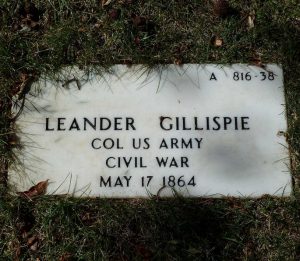 A 816-38
LEANDER GILLISPIE
COL US ARMY
CIVIL WAR
MAY 17 1864